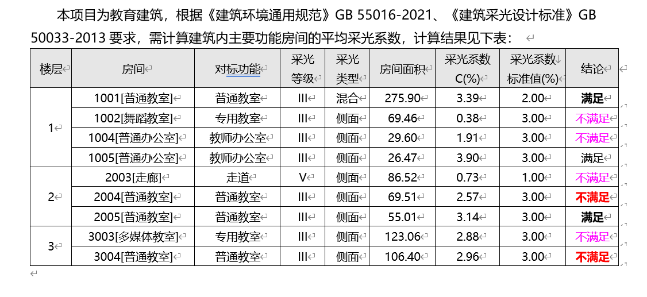 本项目为教育建筑，根据《建筑环境通用规范》GB 55016-2021、《建筑采光设计标准》GB
50033-2013 要求，需计算建筑内主要功能房间的平均采光系数，计算结果见下表：
楼层 房间 对标功能 采光等级 采光类型 房间面积 采光系数C(%) 采光系数标准值(%) 结论
1 1001[普通教室] 普通教室 III 混合 275.90 3.39 2.00 满足
1002[舞蹈教室] 专用教室 III 侧面 69.46 0.38 3.00 不满足
1004[普通办公室] 教师办公室 III 侧面 29.60 1.91 3.00 不满足
1005[普通办公室] 教师办公室 III 侧面 26.47 3.90 3.00 满足
2 2003[走廊] 走道 V 侧面 86.52 0.73 1.00 不满足
2004[普通教室] 普通教室 III 侧面 69.51 2.57 3.00 不满足
2005[普通教室] 普通教室 III 侧面 55.01 3.14 3.00 满足
3 3003[多媒体教室] 专用教室 III 侧面 123.06 2.88 3.00 不满足
3004[普通教室] 普通教室 III 侧面 106.40 2.96 3.00 不满足